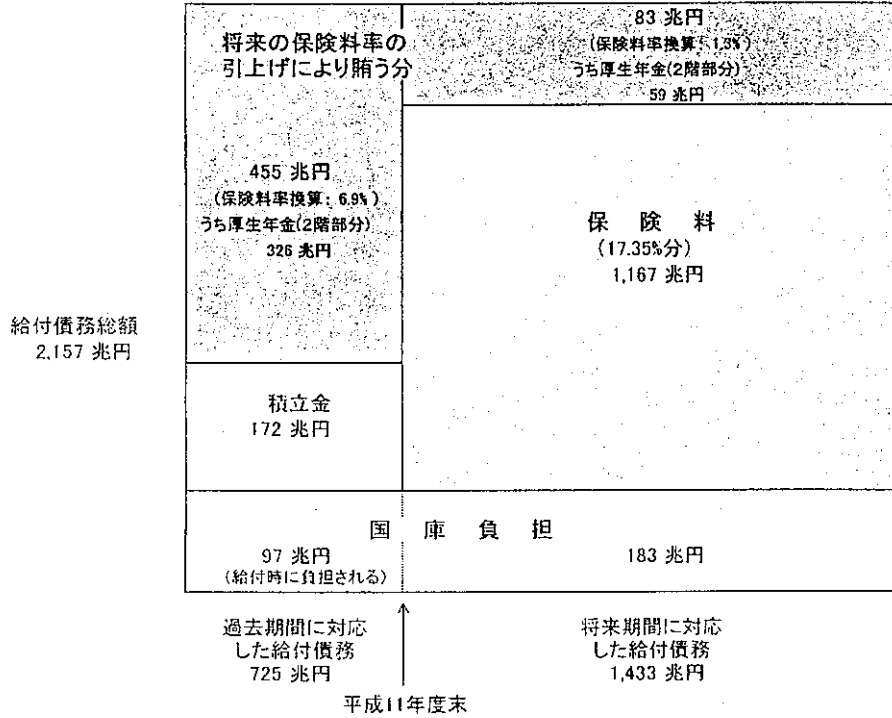 将来の保険料率の
引上げにより賄う分
455 兆円
(保険料率換算: 6.9%)
うち厚生年金(2階部分)
326 兆円
83 兆円
(保険料率換算: 1.3%)
うち厚生年金(2階部分)
59 兆円
保 険 料
(17.35%分)
1,167 兆円
給付債務総額
2,157 兆円
積立金
172 兆円
国 庫 負 担
97 兆円
(給付時に負担される)
183 兆円
過去期間に対応
した給付債務
725 兆円
将来期間に対応
した給付債務
1,433 兆円
平成11年度末